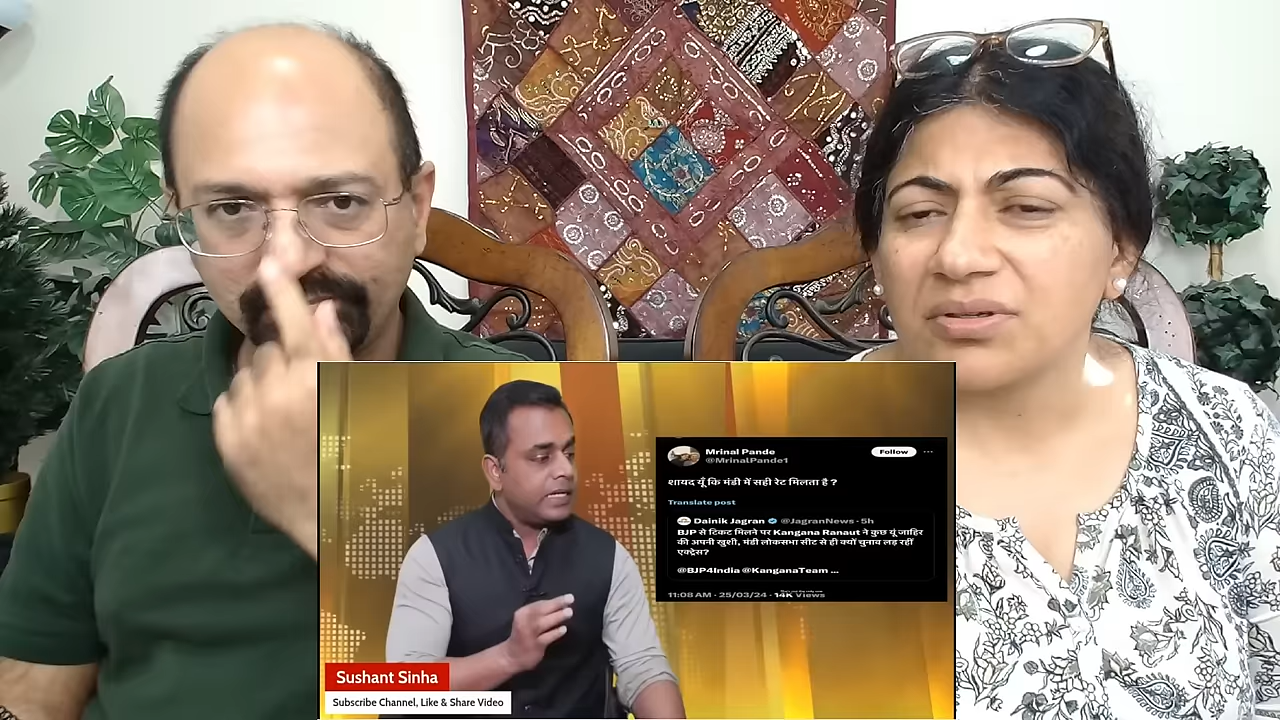 Mrinal Pande
@MrinalPande1
Follow
शायद यूँ कि मंडी में सही रेट मिलता है ?
Translate post
Dainik Jagran @JagranNews · 5h
BJP से टिकट मिलने पर Kangana Ranaut ने कुछ यूं जाहिर
की अपनी खुशी, मंडी लोकसभा सीट से ही क्यों चुनाव लड़ रहीं
एक्ट्रेस?
@BJP4India @KanganaTeam ...
11:08 AM · 25/03/24 · 14K Views
Sushant Sinha
Subscribe Channel, Like & Share Video